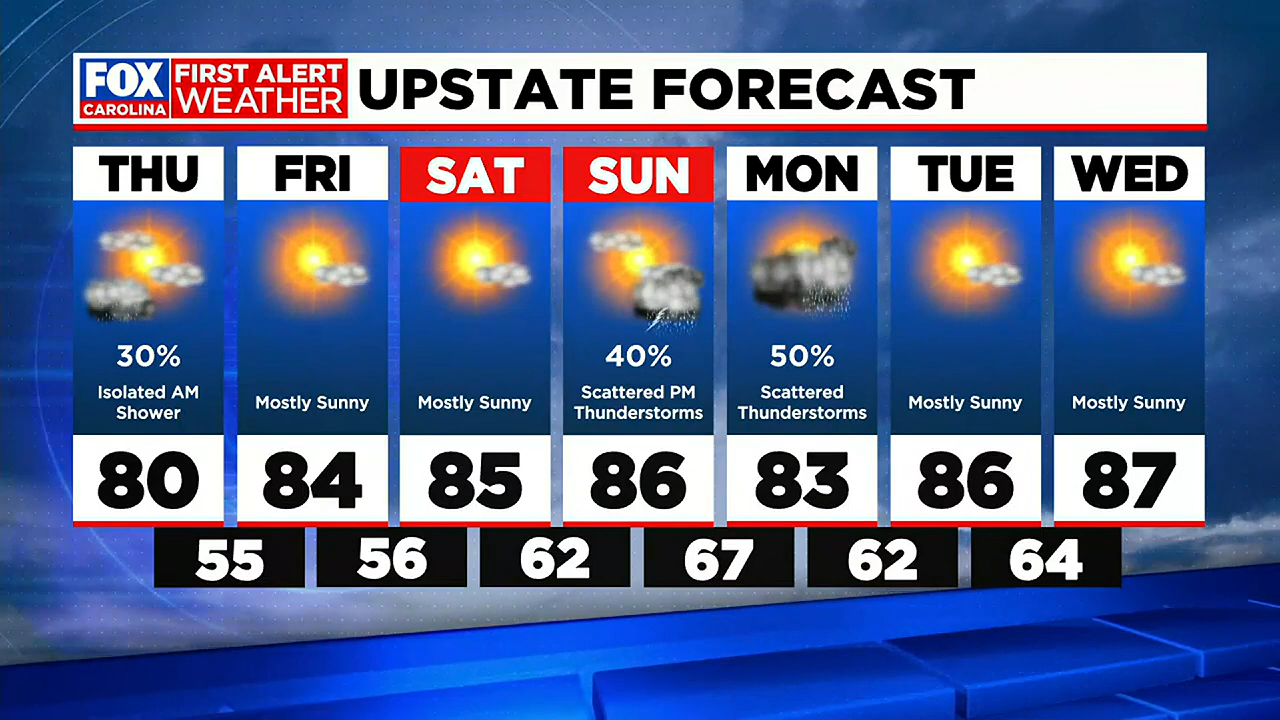 FOX
CAROLINA
FIRST ALERT
WEATHER
UPSTATE FORECAST
THU
FRI
SAT
SUN
MON
TUE
WED
30%
40%
50%
Isolated AM
Shower
Mostly Sunny
Mostly Sunny
Scattered PM
Thunderstorms
Scattered
Thunderstorms
Mostly Sunny
Mostly Sunny
80
84
85
86
83
86
87
55
56
62
67
62
64